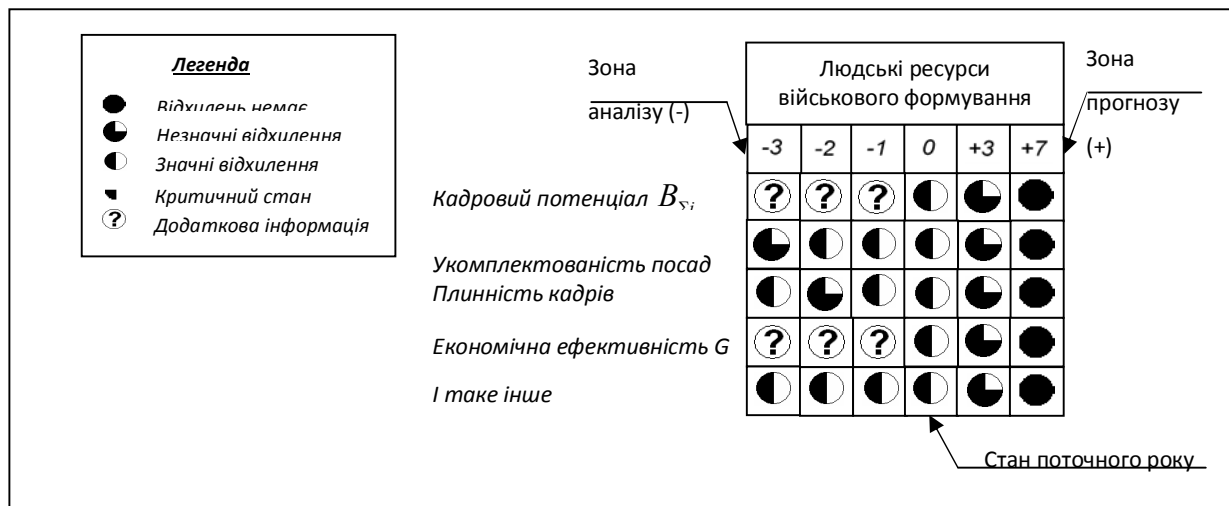 Легенда
Відхилень немає
Незначні відхилення
Значні відхилення
Критичний стан
? Додаткова інформація
Зона
аналізу (-)
Людські ресурси
військового формування
Зона
прогнозу
(+)
-3 -2 -1 0 +3 +7
Кадровий потенціал BΣi ? ? ?
Укомплектованість посад
Плинність кадрів
Економічна ефективність G ? ? ?
І таке інше
Стан поточного року